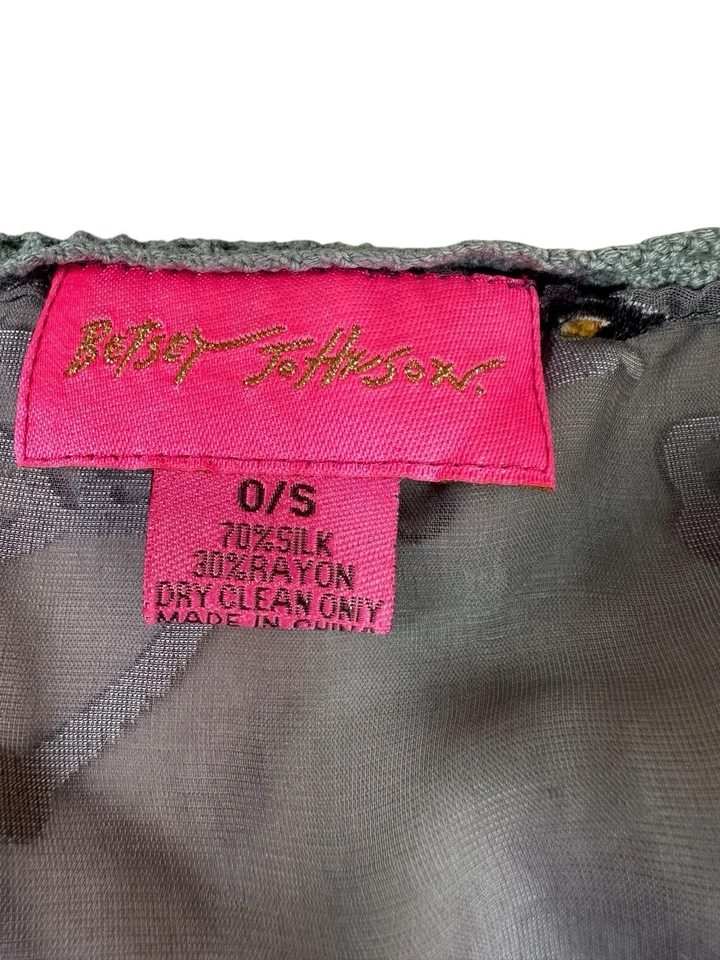 BETSEY JOHNSON.
O/S
70%SILK
30%RAYON
DRY CLEAN ONLY
MADE IN CHINA